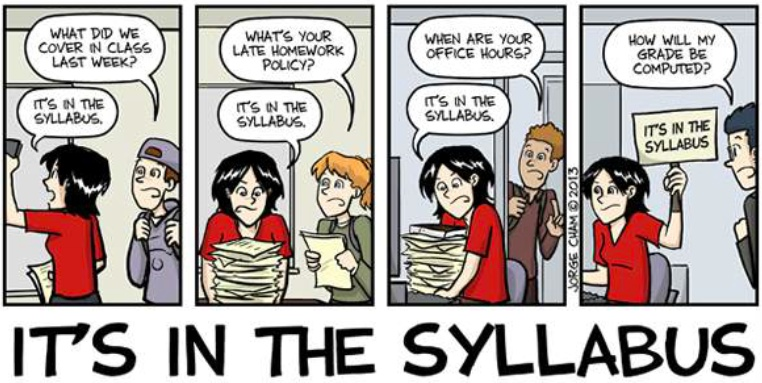 WHAT DID WE
COVER IN CLASS
LAST WEEK?
IT'S IN THE
SYLLABUS.
WHAT'S YOUR
LATE HOMEWORK
POLICY?
IT'S IN THE
SYLLABUS.
WHEN ARE YOUR
OFFICE HOURS?
IT'S IN THE
SYLLABUS.
JORGE CHAM © 2013
HOW WILL MY
GRADE BE
COMPUTED?
IT'S IN THE
SYLLABUS
IT'S IN THE SYLLABUS